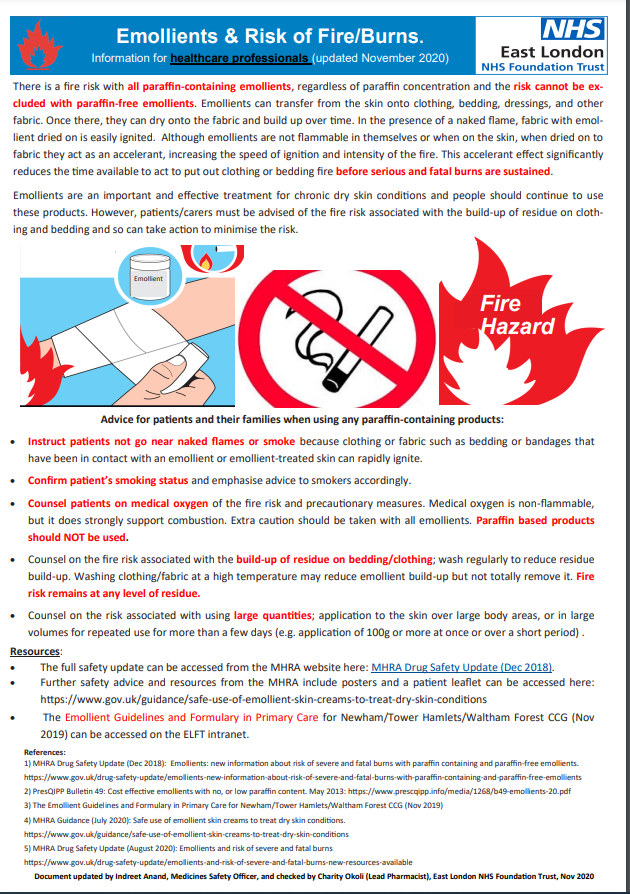 Emollients & Risk of Fire/Burns.
Information for healthcare professionals (updated November 2020)
NHS
East London
NHS Foundation Trust
There is a fire risk with all paraffin-containing emollients, regardless of paraffin concentration and the risk cannot be ex-
cluded with paraffin-free emollients. Emollients can transfer from the skin onto clothing, bedding, dressings, and other
fabric. Once there, they can dry onto the fabric and build up over time. In the presence of a naked flame, fabric with emol-
lient dried on is easily ignited. Although emollients are not flammable in themselves or when on the skin, when dried on to
fabric they act as an accelerant, increasing the speed of ignition and intensity of the fire. This accelerant effect significantly
reduces the time available to act to put out clothing or bedding fire before serious and fatal burns are sustained.
Emollients are an important and effective treatment for chronic dry skin conditions and people should continue to use
these products. However, patients/carers must be advised of the fire risk associated with the build-up of residue on cloth-
ing and bedding and so can take action to minimise the risk.
Emollient
Fire
Hazard
Advice for patients and their families when using any paraffin-containing products:
• Instruct patients not go near naked flames or smoke because clothing or fabric such as bedding or bandages that
have been in contact with an emollient or emollient-treated skin can rapidly ignite.
• Confirm patient's smoking status and emphasise advice to smokers accordingly.
• Counsel patients on medical oxygen of the fire risk and precautionary measures. Medical oxygen is non-flammable,
but it does strongly support combustion. Extra caution should be taken with all emollients. Paraffin based products
should NOT be used.
• Counsel on the fire risk associated with the build-up of residue on bedding/clothing; wash regularly to reduce residue
build-up. Washing clothing/fabric at a high temperature may reduce emollient build-up but not totally remove it. Fire
risk remains at any level of residue.
• Counsel on the risk associated with using large quantities; application to the skin over large body areas, or in large
volumes for repeated use for more than a few days (e.g. application of 100g or more at once or over a short period) .
Resources:
• The full safety update can be accessed from the MHRA website here: MHRA Drug Safety Update (Dec 2018).
• Further safety advice and resources from the MHRA include posters and a patient leaflet can be accessed here:
https://www.gov.uk/guidance/safe-use-of-emollient-skin-creams-to-treat-dry-skin-conditions
• The Emollient Guidelines and Formulary in Primary Care for Newham/Tower Hamlets/Waltham Forest CCG (Nov
2019) can be accessed on the ELFT intranet.
References:
1) MHRA Drug Safety Update (Dec 2018): Emollients: new information about risk of severe and fatal burns with paraffin containing and paraffin-free emollients.
https://www.gov.uk/drug-safety-update/emollients-new-information-about-risk-of-severe-and-fatal-burns-with-paraffin-containing-and-paraffin-free-emollients
2) PresQIPP Bulletin 49: Cost effective emollients with no, or low paraffin content. May 2013: https://www.prescqipp.info/media/1268/b49-emollients-20.pdf
3) The Emollient Guidelines and Formulary in Primary Care for Newham/Tower Hamlets/Waltham Forest CCG (Nov 2019)
4) MHRA Guidance (July 2020): Safe use of emollient skin creams to treat dry skin conditions.
https://www.gov.uk/guidance/safe-use-of-emollient-skin-creams-to-treat-dry-skin-conditions
5) MHRA Drug Safety Update (August 2020): Emollients and risk of severe and fatal burns
https://www.gov.uk/drug-safety-update/emollients-and-risk-of-severe-and-fatal-burns-new-resources-available
Document updated by Indreet Anand, Medicines Safety Officer, and checked by Charity Okoli (Lead Pharmacist), East London NHS Foundation Trust, Nov 2020